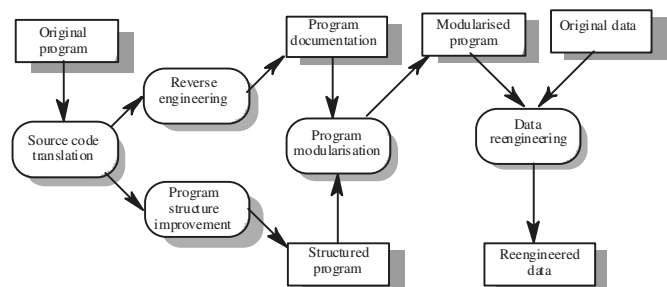 Original
program
Reverse
engineering
Program
documentation
Modularised
program
Original data
Source code
translation
Program
modularisation
Data
reengineering
Program
structure
improvement
Structured
program
Reengineered
data